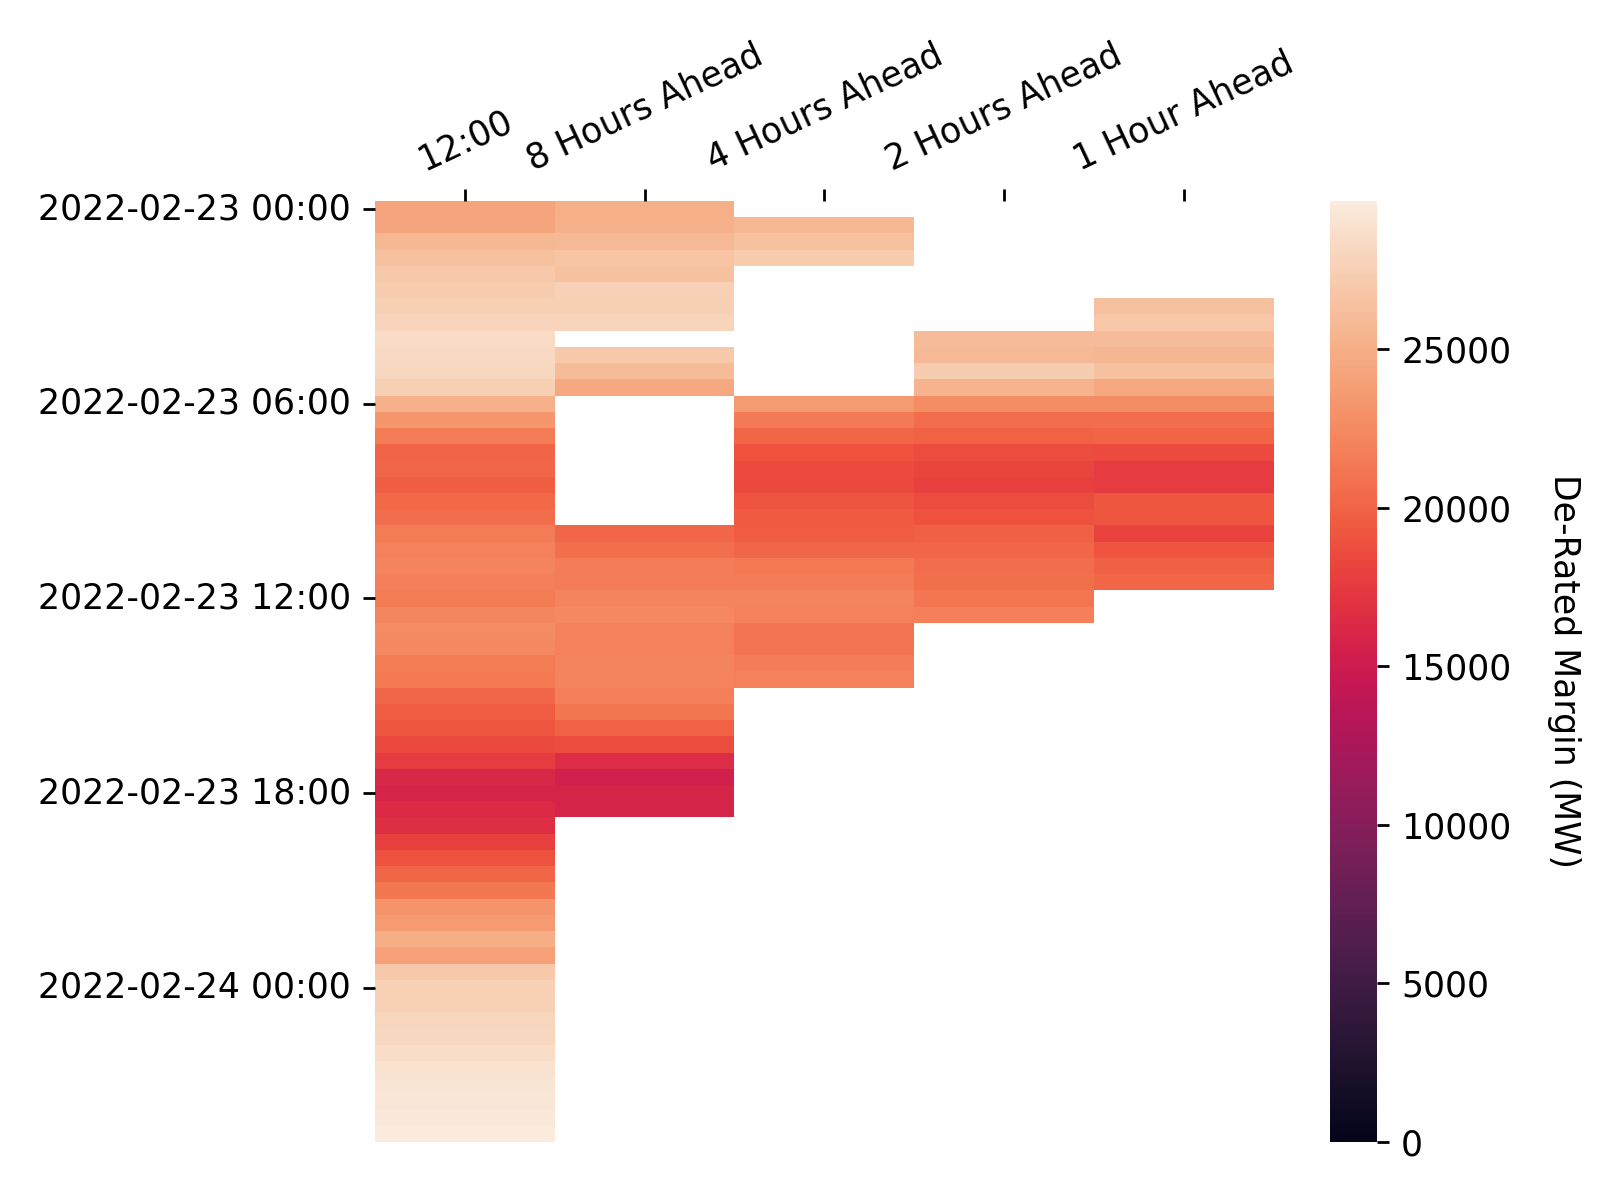 12:00
8 Hours Ahead
4 Hours Ahead
2 Hours Ahead
1 Hour Ahead
2022-02-23 00:00
2022-02-23 06:00
2022-02-23 12:00
2022-02-23 18:00
2022-02-24 00:00
25000
20000
15000
10000
5000
0
De-Rated Margin (MW)